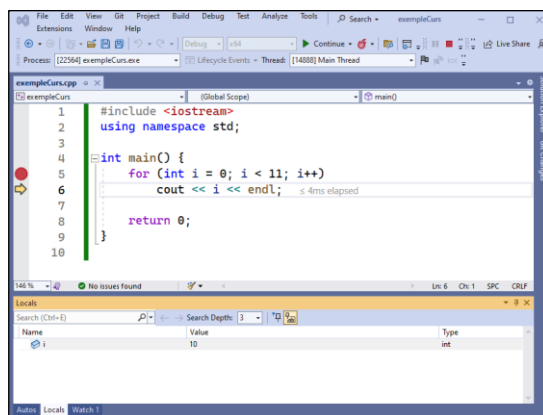 File Edit View Git Project Build Debug Test Analyze Tools Search exempleCurs
Extensions Window Help
Debug x64 Continue Live Share
Process: [22564] exempleCurs.exe Lifecycle Events Thread: [14888] Main Thread
exempleCurs.cpp
exempleCurs (Global Scope) main()
1 #include <iostream>
2 using namespace std;
3
4 int main() {
5 for (int i = 0; i < 11; i++)
6 cout << i << endl; ≤ 4ms elapsed
7
8 return 0;
9 }
10
146 % No issues found Ln: 6 Ch: 1 SPC CRLF
Locals
Search (Ctrl+E) Search Depth: 3
Name Value Type
i 10 int
Autos Locals Watch 1